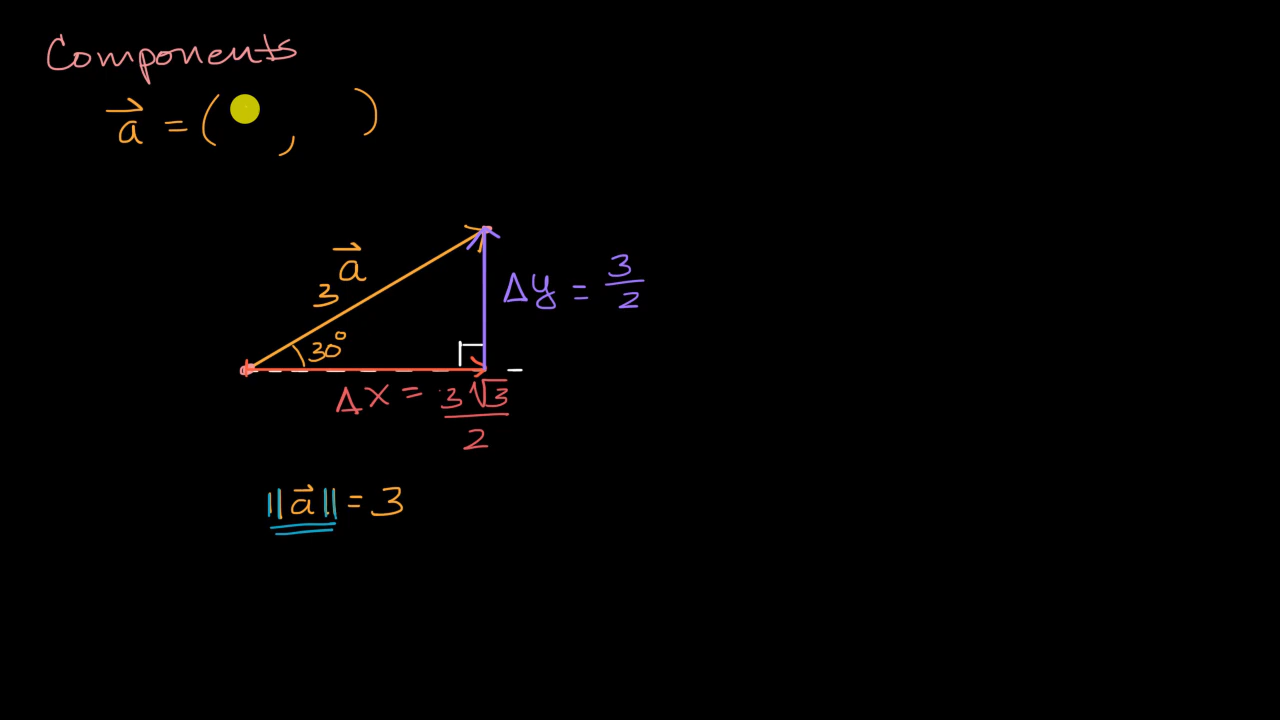 Components
a⃗ = ( , )
a⃗
3
Δy = 3/2
30°
Δx = 3√3/2
||a⃗|| = 3